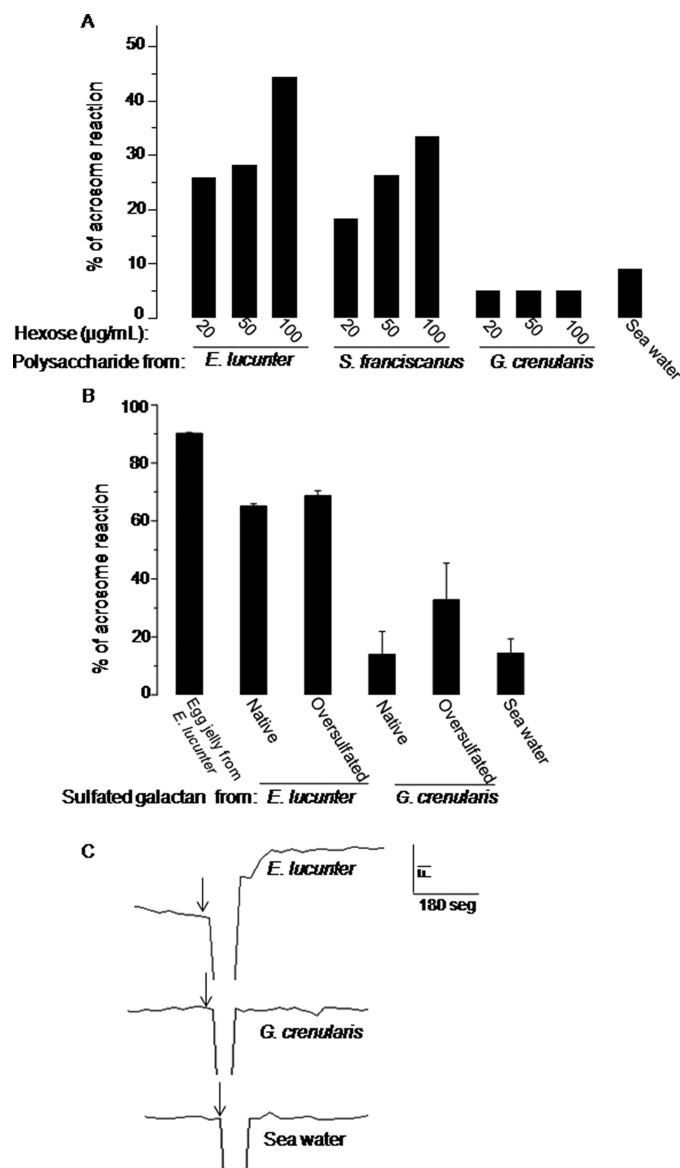 A
50
40
30
20
10
0
% of acrosome reaction
Hexose (µg/mL):
20 50 100 20 50 100 20 50 100 Sea water
Polysaccharide from: E. lucunter S. franciscanus G. crenularis
B
100
80
60
40
20
0
% of acrosome reaction
Egg jelly from E. lucunter
Native
Oversulfated
Native
Oversulfated
Sea water
Sulfated galactan from: E. lucunter G. crenularis
C
E. lucunter
180 seg
G. crenularis
Sea water